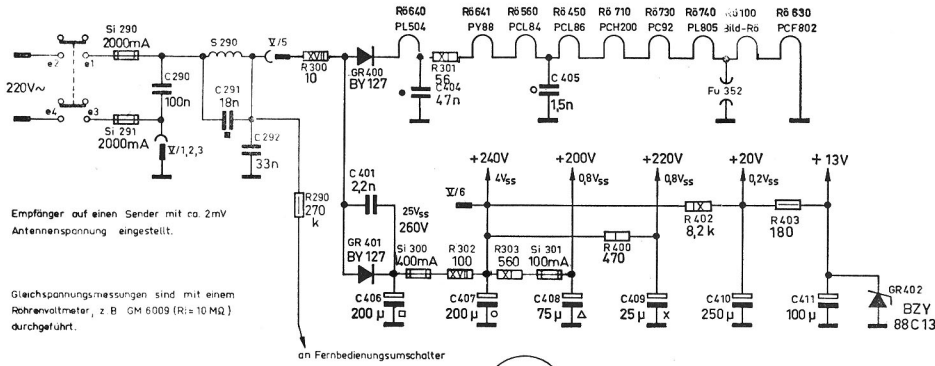 Si 290
2000mA
e2
e1
220V~
e4
e3
Si 291
2000mA
C290
100n
V/1,2,3
S 290
C 291
18n
C 292
33n
V/5
R300
10
GR400
BY 127
Rö640
PL504
R301
56
C404
47n
Rö641
PY88
Rö560
PCL84
Rö 450
PCL86
C 405
1,5n
Rö 710
PCH200
Rö730
PC92
Rö740
PL805
Rö100
Bild-Rö
Rö 630
PCF802
Fu 352
R290
270
k
C 401
2,2n
25Vss
260V
GR 401
BY 127
Si 300
400mA
R302
100
R303
560
Si 301
100mA
V/6
+240V
4Vss
+200V
0,8Vss
+220V
0,8Vss
+20V
0,2Vss
+ 13V
R 400
470
R 402
8,2 k
R 403
180
C406
200 µ
C407
200 µ
C408
75 µ
C409
25 µ
X
C410
250 µ
C411
100 µ
GR402
BZY
88C13
Empfänger auf einen Sender mit ca. 2mV
Antennenspannung eingestellt.
Gleichspannungsmessungen sind mit einem
Röhrenvoltmeter, z.B GM 6009 (Ri=10 MΩ)
durchgeführt.
an Fernbedienungsumschalter